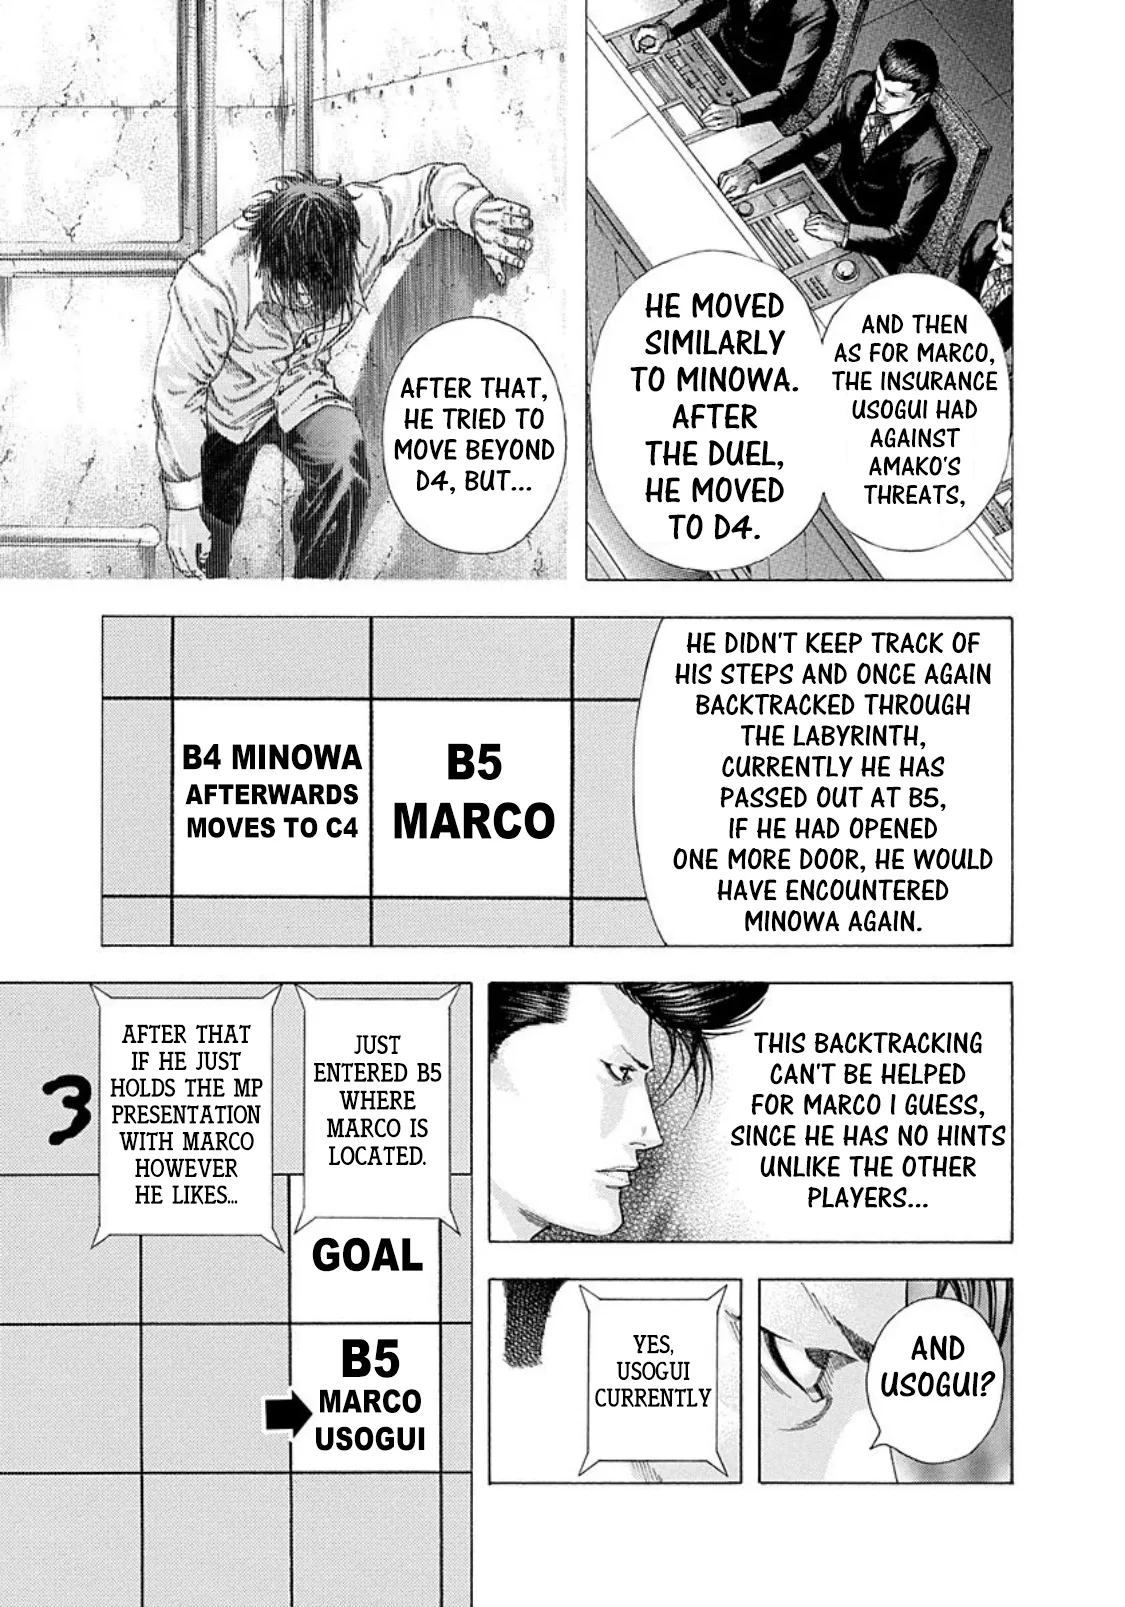 AND THEN
AS FOR MARCO,
THE INSURANCE
USOGUI HAD
AGAINST
AMAKO'S
THREATS,
HE MOVED
SIMILARLY
TO MINOWA.
AFTER
THE DUEL,
HE MOVED
TO D4.
AFTER THAT,
HE TRIED TO
MOVE BEYOND
D4, BUT...
HE DIDN'T KEEP TRACK OF
HIS STEPS AND ONCE AGAIN
BACKTRACKED THROUGH
THE LABYRINTH,
CURRENTLY HE HAS
PASSED OUT AT B5,
IF HE HAD OPENED
ONE MORE DOOR, HE WOULD
HAVE ENCOUNTERED
MINOWA AGAIN.
B5
MARCO
B4 MINOWA
AFTERWARDS
MOVES TO C4
THIS BACKTRACKING
CAN'T BE HELPED
FOR MARCO I GUESS,
SINCE HE HAS NO HINTS
UNLIKE THE OTHER
PLAYERS...
AND
USOGUI?
YES,
USOGUI
CURRENTLY
JUST
ENTERED B5
WHERE
MARCO IS
LOCATED.
AFTER THAT
IF HE JUST
HOLDS THE MP
PRESENTATION
WITH MARCO
HOWEVER
HE LIKES...
3
GOAL
B5
MARCO
USOGUI